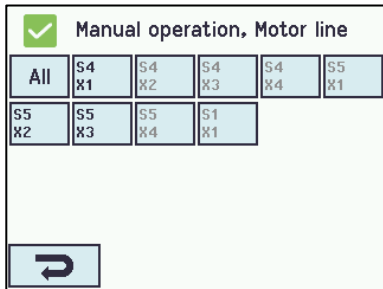 Manual operation, Motor line
All
S4
X1
S4
X2
S4
X3
S4
X4
S5
X1
S5
X2
S5
X3
S5
X4
S1
X1